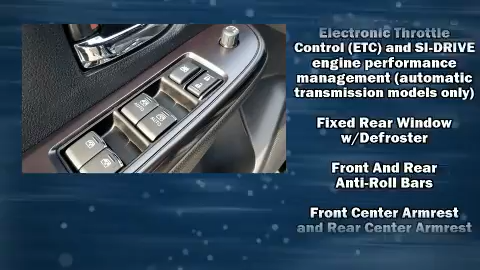 Electronic Throttle
Control (ETC) and SI-DRIVE
engine performance
management (automatic
transmission models only)
Fixed Rear Window
w/Defroster
Front And Rear
Anti-Roll Bars
Front Center Armrest
and Rear Center Armrest